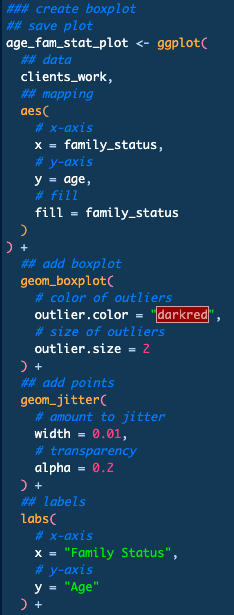 ### create boxplot
## save plot
age_fam_stat_plot <- ggplot(
  ## data
  clients_work,
  ## mapping
  aes(
    # x-axis
    x = family_status,
    # y-axis
    y = age,
    # fill
    fill = family_status
  )
) +
  ## add boxplot
  geom_boxplot(
    # color of outliers
    outlier.color = "darkred",
    # size of outliers
    outlier.size = 2
  ) +
  ## add points
  geom_jitter(
    # amount to jitter
    width = 0.01,
    # transparency
    alpha = 0.2
  ) +
  ## labels
  labs(
    # x-axis
    x = "Family Status",
    # y-axis
    y = "Age"
  ) +